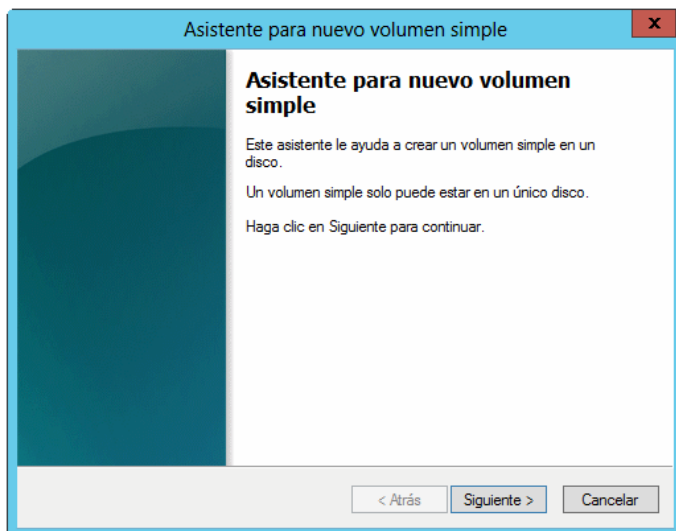 Asistente para nuevo volumen simple
x
Asistente para nuevo volumen
simple
Este asistente le ayuda a crear un volumen simple en un
disco.
Un volumen simple solo puede estar en un único disco.
Haga clic en Siguiente para continuar.
< Atrás Siguiente > Cancelar